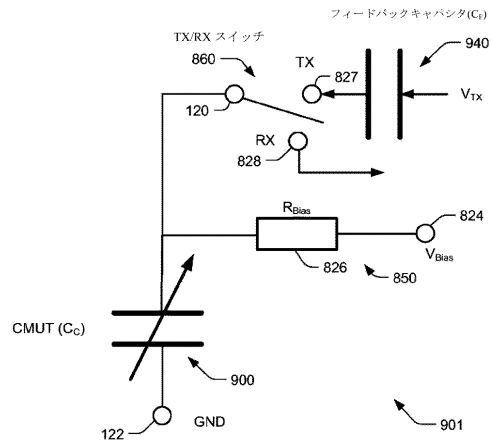 フィードバックキャパシタ(CF)
TX/RX スイッチ
860
TX
827
940
VTX
120
RX
828
RBias
824
826
VBias
850
CMUT (CC)
900
122
GND
901